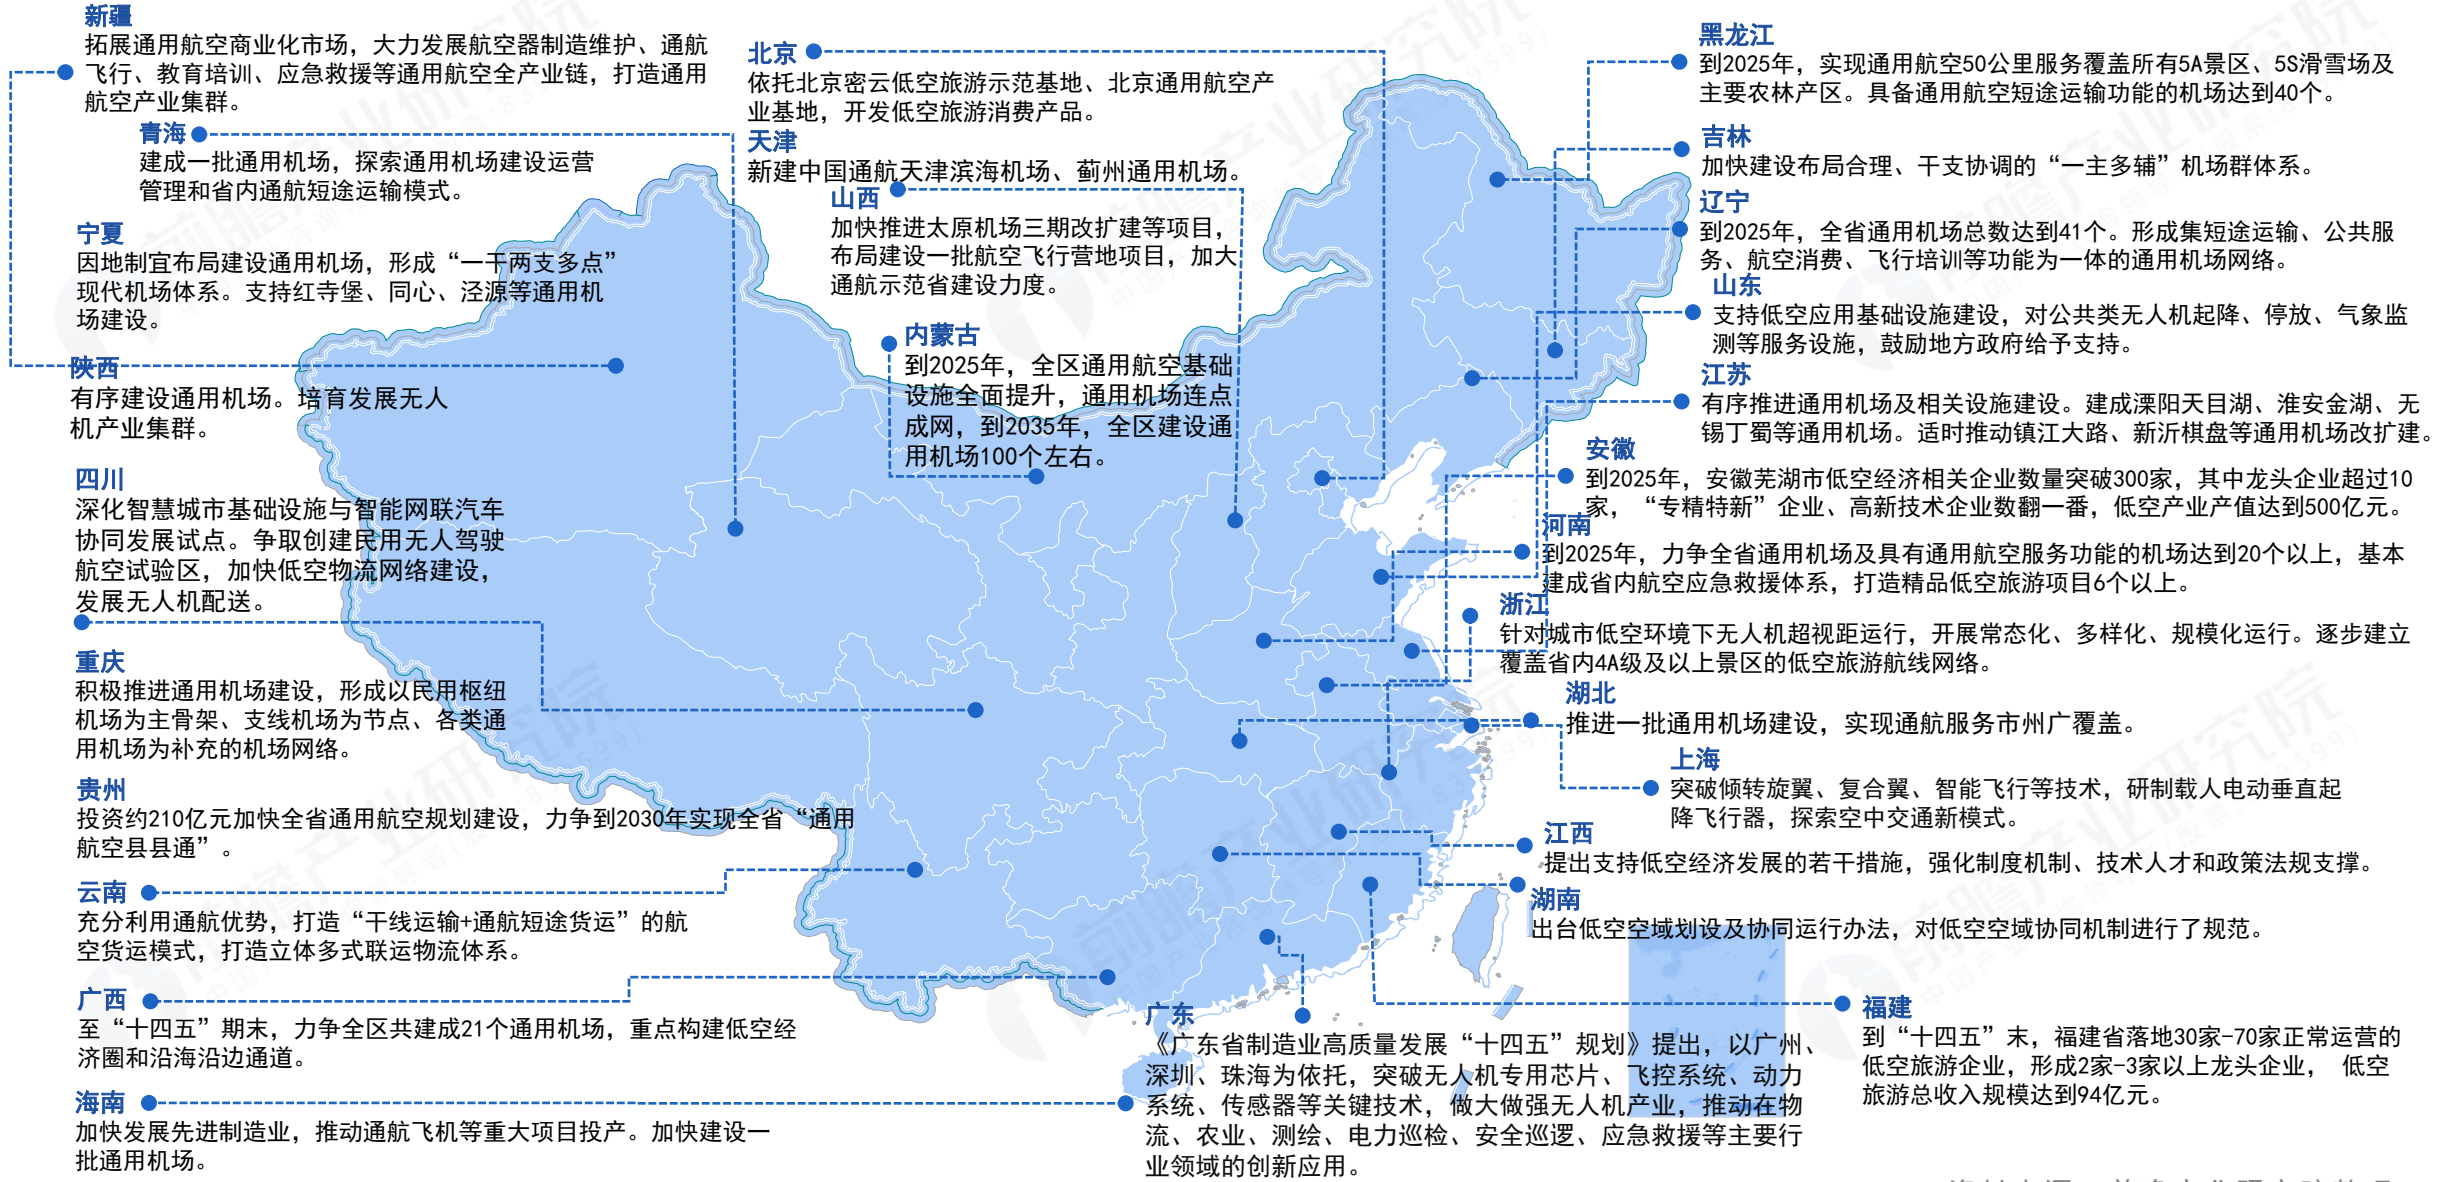 新疆
拓展通用航空商业化市场，大力发展航空器制造维护、通航
飞行、教育培训、应急救援等通用航空全产业链，打造通用
航空产业集群。
青海
建成一批通用机场，探索通用机场建设运营
管理和省内通航短途运输模式。
宁夏
因地制宜布局建设通用机场，形成“一干两支多点”
现代机场体系。支持红寺堡、同心、泾源等通用机
场建设。
陕西
有序建设通用机场。培育发展无人
机产业集群。
四川
深化智慧城市基础设施与智能网联汽车
协同发展试点。争取创建民用无人驾驶
航空试验区，加快低空物流网络建设，
发展无人机配送。
重庆
积极推进通用机场建设，形成以民用枢纽
机场为主骨架、支线机场为节点、各类通
用机场为补充的机场网络。
贵州
投资约210亿元加快全省通用航空规划建设，力争到2030年实现全省“通用
航空县县通”。
云南
充分利用通航优势，打造“干线运输+通航短途货运”的航
空货运模式，打造立体多式联运物流体系。
广西
至“十四五”期末，力争全区共建成21个通用机场，重点构建低空经
济圈和沿海沿边通道。
海南
加快发展先进制造业，推动通航飞机等重大项目投产。加快建设一
批通用机场。
北京
依托北京密云低空旅游示范基地、北京通用航空产
业基地，开发低空旅游消费产品。
天津
新建中国通航天津滨海机场、蓟州通用机场。
山西
加快推进太原机场三期改扩建等项目，
布局建设一批航空飞行营地项目，加大
通航示范省建设力度。
内蒙古
到2025年，全区通用航空基础
设施全面提升，通用机场连点
成网，到2035年，全区建设通
用机场100个左右。
黑龙江
到2025年，实现通用航空50公里服务覆盖所有5A景区、5S滑雪场及
主要农林产区。具备通用航空短途运输功能的机场达到40个。
吉林
加快建设布局合理、干支协调的“一主多辅”机场群体系。
辽宁
到2025年，全省通用机场总数达到41个。形成集短途运输、公共服
务、航空消费、飞行培训等功能为一体的通用机场网络。
山东
支持低空应用基础设施建设，对公共类无人机起降、停放、气象监
测等服务设施，鼓励地方政府给予支持。
江苏
有序推进通用机场及相关设施建设。建成溧阳天目湖、淮安金湖、无
锡丁蜀等通用机场。适时推动镇江大路、新沂棋盘等通用机场改扩建。
安徽
到2025年，安徽芜湖市低空经济相关企业数量突破300家，其中龙头企业超过10
家，“专精特新”企业、高新技术企业数翻一番，低空产业产值达到500亿元。
河南
到2025年，力争全省通用机场及具有通用航空服务功能的机场达到20个以上，基本
建成省内航空应急救援体系，打造精品低空旅游项目6个以上。
浙江
针对城市低空环境下无人机超视距运行，开展常态化、多样化、规模化运行。逐步建立
覆盖省内4A级及以上景区的低空旅游航线网络。
湖北
推进一批通用机场建设，实现通航服务市州广覆盖。
上海
突破倾转旋翼、复合翼、智能飞行等技术，研制载人电动垂直起
降飞行器，探索空中交通新模式。
江西
提出支持低空经济发展的若干措施，强化制度机制、技术人才和政策法规支撑。
湖南
出台低空空域划设及协同运行办法，对低空空域协同机制进行了规范。
福建
到“十四五”末，福建省落地30家-70家正常运营的
低空旅游企业，形成2家-3家以上龙头企业， 低空
旅游总收入规模达到94亿元。
广东
《广东省制造业高质量发展“十四五”规划》提出，以广州、
深圳、珠海为依托，突破无人机专用芯片、飞控系统、动力
系统、传感器等关键技术，做大做强无人机产业，推动在物
流、农业、测绘、电力巡检、安全巡逻、应急救援等主要行
业领域的创新应用。
前瞻产业研究院